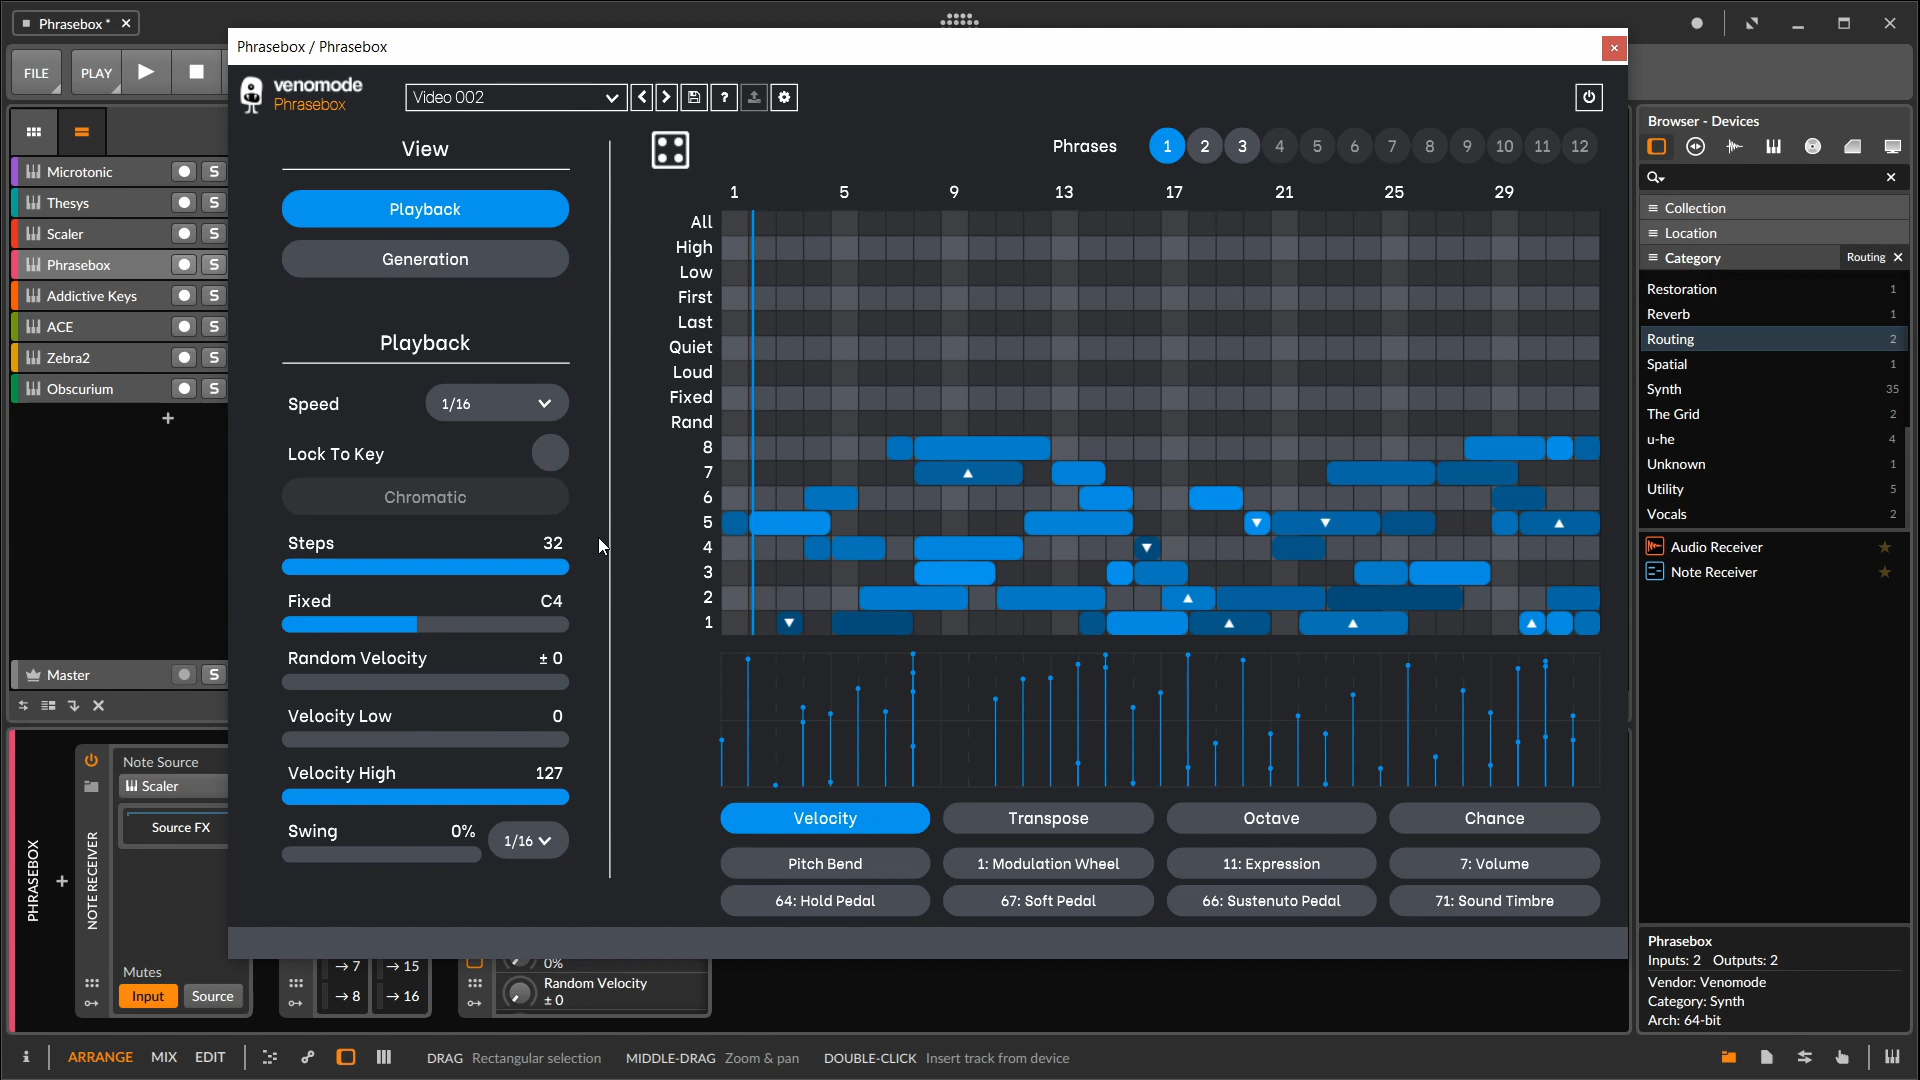 Phrasebox *
FILE
PLAY
Phrasebox / Phrasebox
venomode
Phrasebox
Video 002
?
Microtonic S
Thesys S
Scaler S
Phrasebox S
Addictive Keys S
ACE S
Zebra2 S
Obscurium S
+
Master S
View
Playback
Generation
Playback
Speed 1/16
Lock To Key
Chromatic
Steps 32
Fixed C4
Random Velocity ± 0
Velocity Low 0
Velocity High 127
Swing 0% 1/16
Phrases 1 2 3 4 5 6 7 8 9 10 11 12
1 5 9 13 17 21 25 29
All
High
Low
First
Last
Quiet
Loud
Fixed
Rand
8
7
6
5
4
3
2
1
Velocity Transpose Octave Chance
Pitch Bend 1: Modulation Wheel 11: Expression 7: Volume
64: Hold Pedal 67: Soft Pedal 66: Sustenuto Pedal 71: Sound Timbre
Browser - Devices
Collection
Location
Category Routing
Restoration 1
Reverb 1
Routing 2
Spatial 1
Synth 35
The Grid 2
u-he 4
Unknown 1
Utility 5
Vocals 2
Audio Receiver
Note Receiver
Phrasebox
Inputs: 2 Outputs: 2
Vendor: Venomode
Category: Synth
Arch: 64-bit
PHRASEBOX
+
NOTE RECEIVER
Note Source
Scaler
Source FX
Mutes
Input Source
→7 →15
→8 →16
0%
Random Velocity
± 0
i ARRANGE MIX EDIT
DRAG Rectangular selection MIDDLE-DRAG Zoom & pan DOUBLE-CLICK Insert track from device